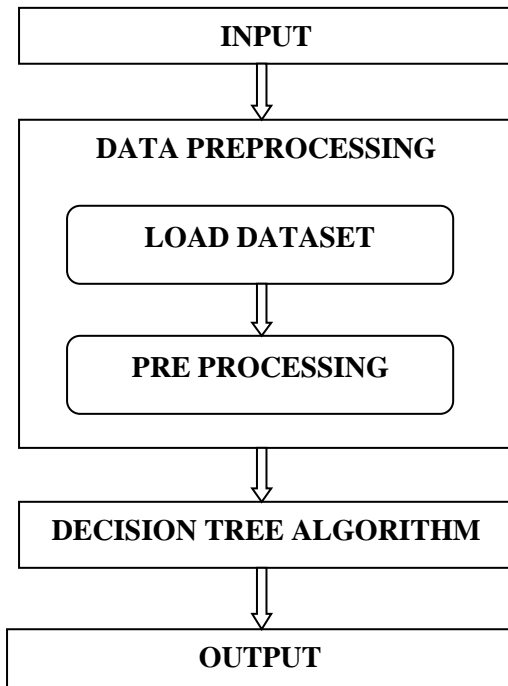 INPUT
DATA PREPROCESSING
LOAD DATASET
PRE PROCESSING
DECISION TREE ALGORITHM
OUTPUT